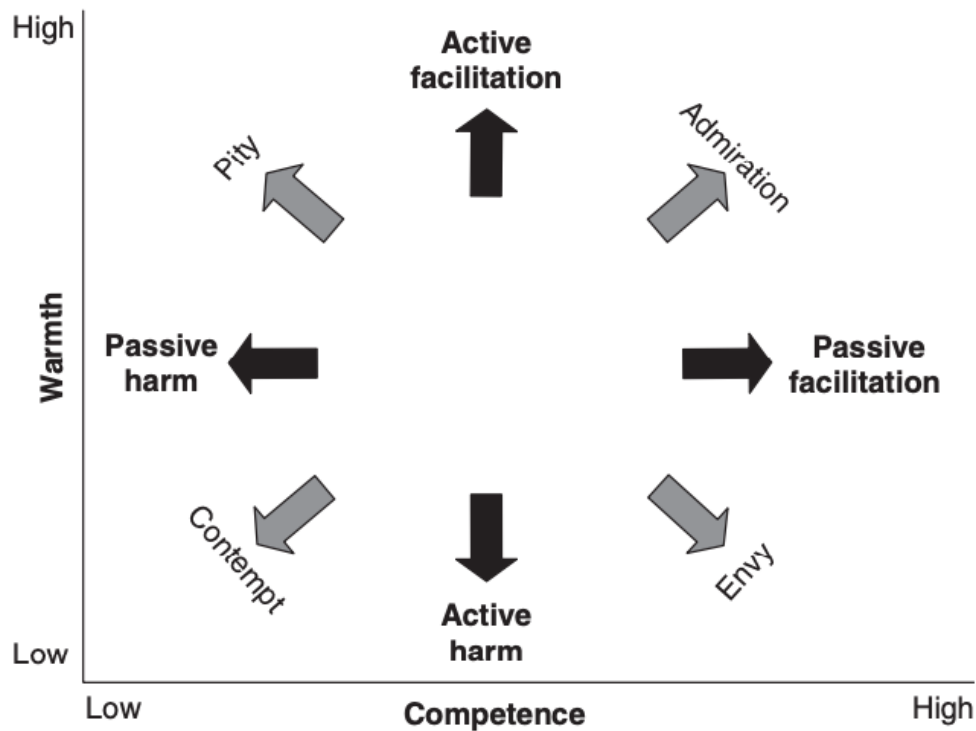 High
Active
facilitation
Pity
Admiration
Warmth
Passive
harm
Passive
facilitation
Contempt
Envy
Active
harm
Low
Low
Competence
High